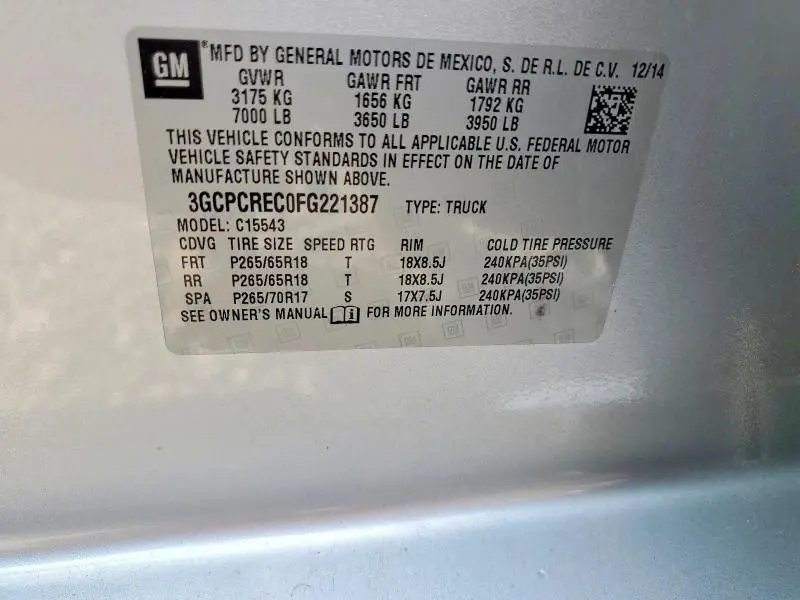 GM ® MFD BY GENERAL MOTORS DE MEXICO, S. DE R.L. DE C.V. 12/14
GVWR GAWR FRT GAWR RR
3175 KG 1656 KG 1792 KG
7000 LB 3650 LB 3950 LB
THIS VEHICLE CONFORMS TO ALL APPLICABLE U.S. FEDERAL MOTOR
VEHICLE SAFETY STANDARDS IN EFFECT ON THE DATE OF
MANUFACTURE SHOWN ABOVE.
3GCPCREC0FG221387 TYPE: TRUCK
MODEL: C15543
CDVG TIRE SIZE SPEED RTG RIM COLD TIRE PRESSURE
FRT P265/65R18 T 18X8.5J 240KPA(35PSI)
RR P265/65R18 T 18X8.5J 240KPA(35PSI)
SPA P265/70R17 S 17X7.5J 240KPA(35PSI)
SEE OWNER'S MANUAL i FOR MORE INFORMATION.